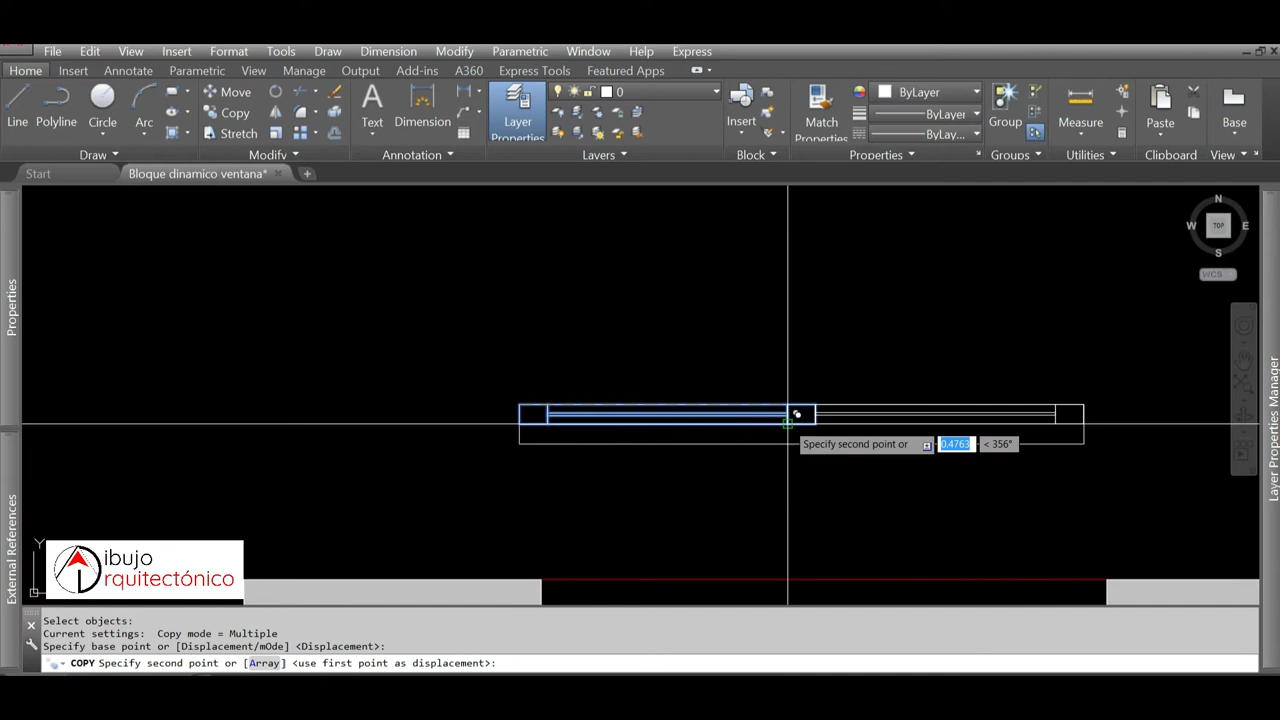 File Edit View Insert Format Tools Draw Dimension Modify Parametric Window Help Express
Home Insert Annotate Parametric View Manage Output Add-ins A360 Express Tools Featured Apps
Move
Copy
Stretch
Line Polyline Circle Arc
Text Dimension
Layer
Properties
0
Insert
Match
Properties
ByLayer
ByLayer
ByLay...
Group Measure Paste Base
Draw Modify Annotation Layers Block Properties Groups Utilities Clipboard View
Start Bloque dinamico ventana*
N
W TOP E
S
WCS
Properties
External References
Layer Properties Manager
Specify second point or 0.4763 < 356°
Y
Dibujo
Arquitectónico
Select objects:
Current settings: Copy mode = Multiple
Specify base point or [Displacement/mOde] <Displacement>:
COPY Specify second point or [Array] <use first point as displacement>: